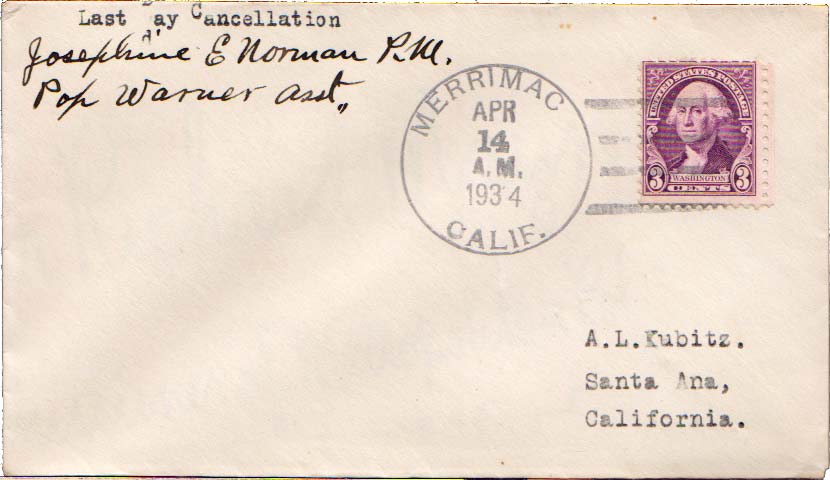 Last Day Cancellation
Josephine E Norman P.M.
Pop Warner Asst,,
MERRIMAC
APR
14
A.M.
1934
CALIF.
UNITED STATES POSTAGE
WASHINGTON
3 CENTS 3
A.L.Kubitz.
Santa Ana,
California.